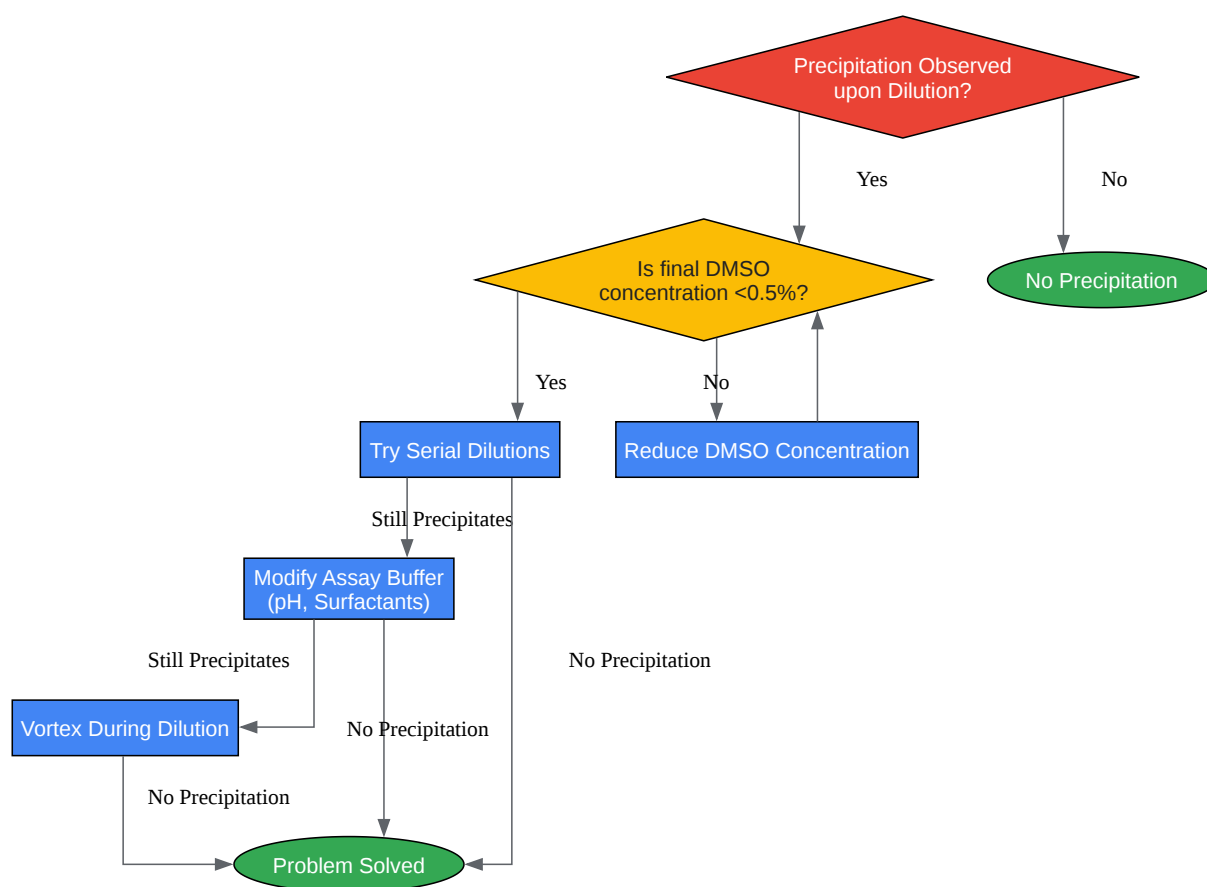 Precipitation Observed
upon Dilution?
Yes
No
Is final DMSO
concentration <0.5%?
No Precipitation
Yes
No
Try Serial Dilutions
Reduce DMSO Concentration
Still Precipitates
Modify Assay Buffer
(pH, Surfactants)
Still Precipitates
No Precipitation
Vortex During Dilution
No Precipitation
No Precipitation
Problem Solved